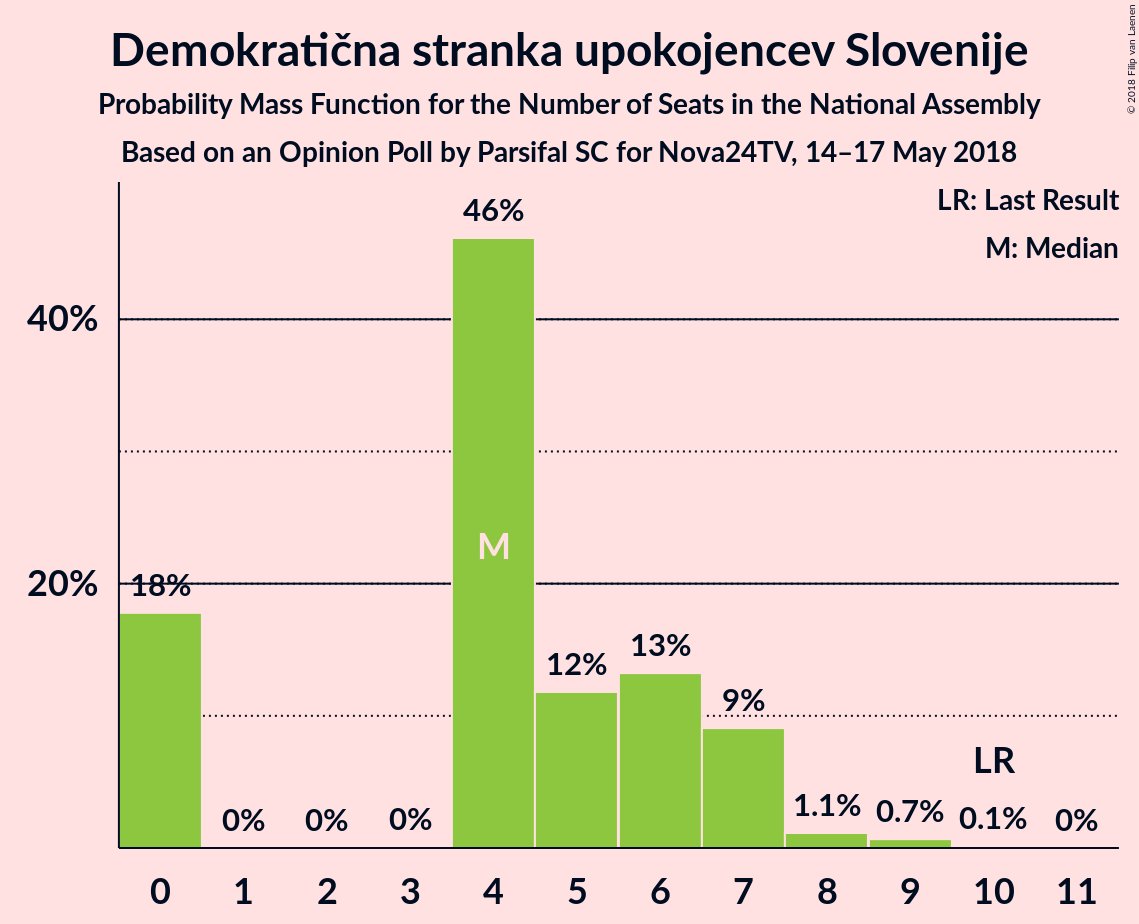 Demokratična stranka upokojencev Slovenije
Probability Mass Function for the Number of Seats in the National Assembly
Based on an Opinion Poll by Parsifal SC for Nova24TV, 14–17 May 2018
© 2018 Filip van Laenen
LR: Last Result
M: Median
46%
40%
M
20%
18%
13%
12%
9%
LR
1.1%
0.7%
0.1%
0%
0%
0%
0%
0 1 2 3 4 5 6 7 8 9 10 11